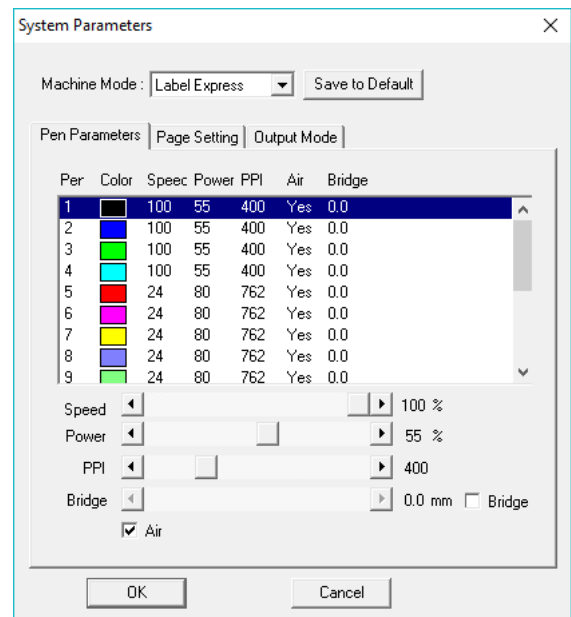 System Parameters
Machine Mode : Label Express Save to Default
Pen Parameters Page Setting Output Mode
Per Color Speec Power PPI Air Bridge
1 100 55 400 Yes 0.0
2 100 55 400 Yes 0.0
3 100 55 400 Yes 0.0
4 100 55 400 Yes 0.0
5 24 80 762 Yes 0.0
6 24 80 762 Yes 0.0
7 24 80 762 Yes 0.0
8 24 80 762 Yes 0.0
9 24 80 762 Yes 0.0
Speed 100 %
Power 55 %
PPI 400
Bridge 0.0 mm Bridge
Air
OK Cancel